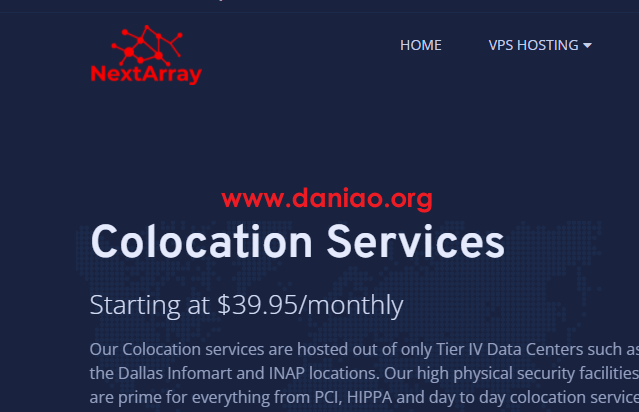 NextArray
HOME
VPS HOSTING
www.daniao.org
Colocation Services
Starting at $39.95/monthly
Our Colocation services are hosted out of only Tier IV Data Centers such as
the Dallas Infomart and INAP locations. Our high physical security facilities
are prime for everything from PCI, HIPPA and day to day colocation service